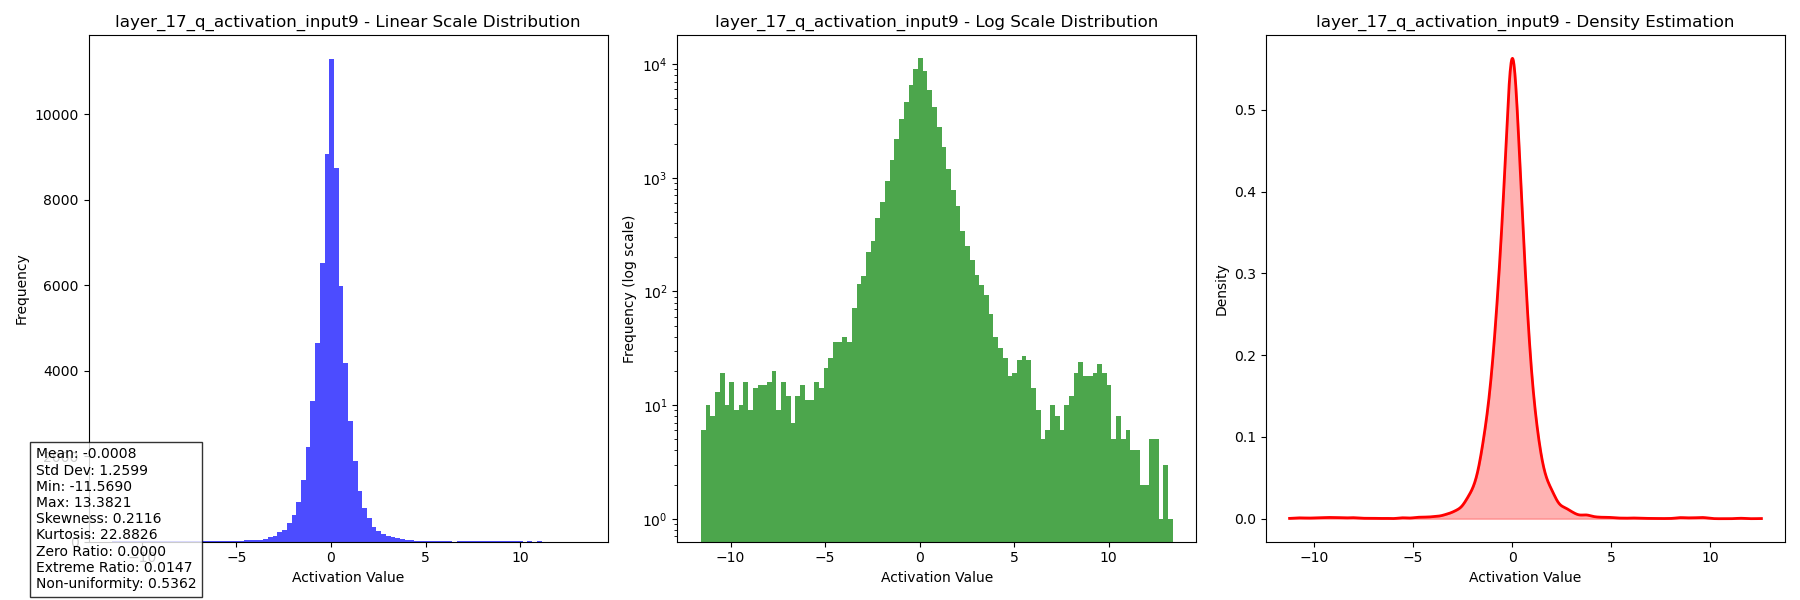 layer_17_q_activation_input9 - Linear Scale Distribution
10000
8000
6000
4000
2000
0
Frequency
−10
−5
0
5
10
Activation Value
Mean: -0.0008
Std Dev: 1.2599
Min: -11.5690
Max: 13.3821
Skewness: 0.2116
Kurtosis: 22.8826
Zero Ratio: 0.0000
Extreme Ratio: 0.0147
Non-uniformity: 0.5362
layer_17_q_activation_input9 - Log Scale Distribution
10⁴
10³
10²
10¹
10⁰
Frequency (log scale)
−10
−5
0
5
10
Activation Value
layer_17_q_activation_input9 - Density Estimation
0.5
0.4
0.3
0.2
0.1
0.0
Density
−10
−5
0
5
10
Activation Value